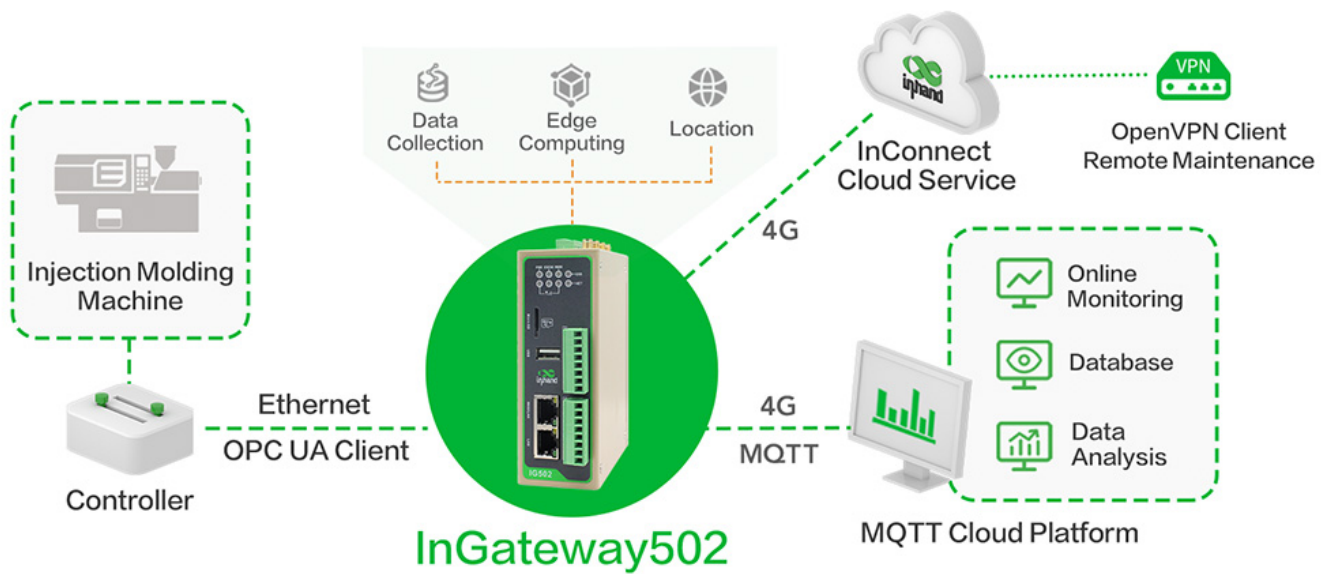 Data
Collection
Edge
Computing
Location
inhand
VPN
InConnect
Cloud Service
OpenVPN Client
Remote Maintenance
Injection Molding
Machine
4G
Online
Monitoring
Database
Data
Analysis
Ethernet
OPC UA Client
inhand
IG502
4G
MQTT
Controller
MQTT Cloud Platform
InGateway502